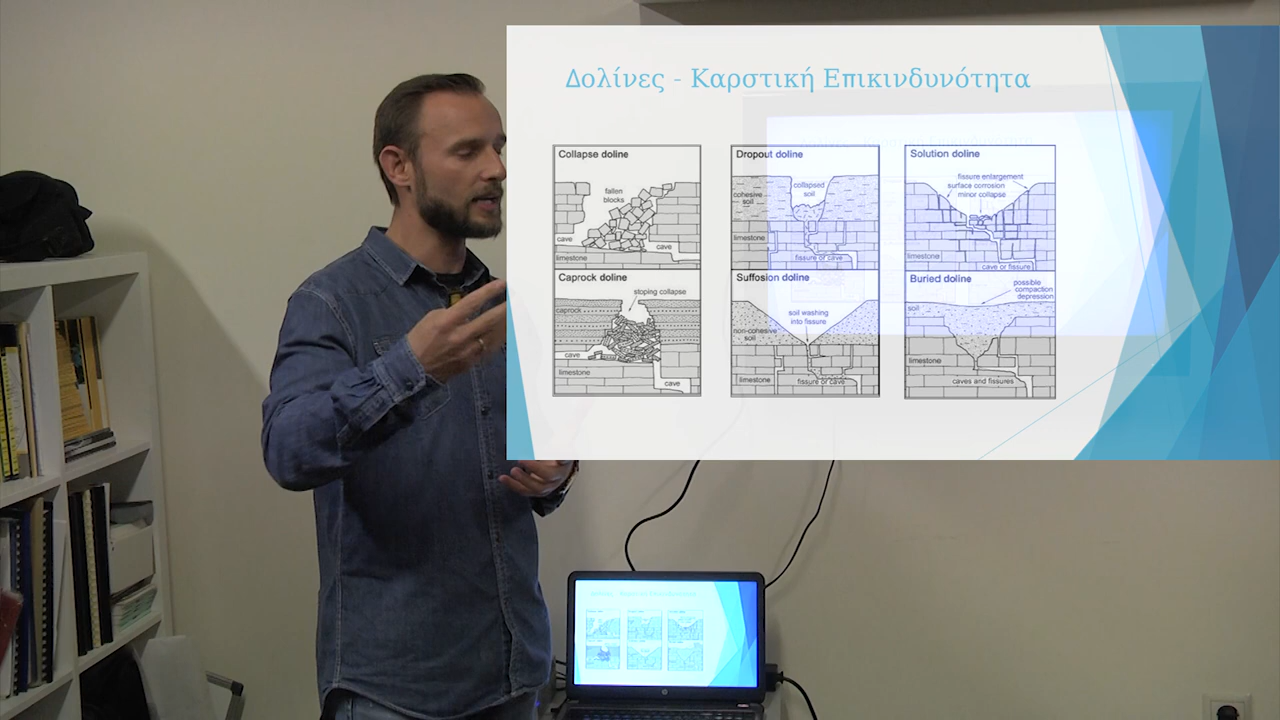 Δολίνες - Καρστική Επικινδυνότητα
Collapse doline
fallen
blocks
cave
cave
limestone
Dropout doline
collapsed
soil
cohesive
soil
limestone
fissure or cave
Solution doline
fissure enlargement
surface corrosion
minor collapse
limestone
cave or fissure
Caprock doline
stoping collapse
caprock
cave
limestone
cave
Suffosion doline
soil washing
into fissure
non-cohesive
soil
limestone
fissure or cave
Buried doline
possible
compaction
depression
soil
limestone
caves and fissures
hp